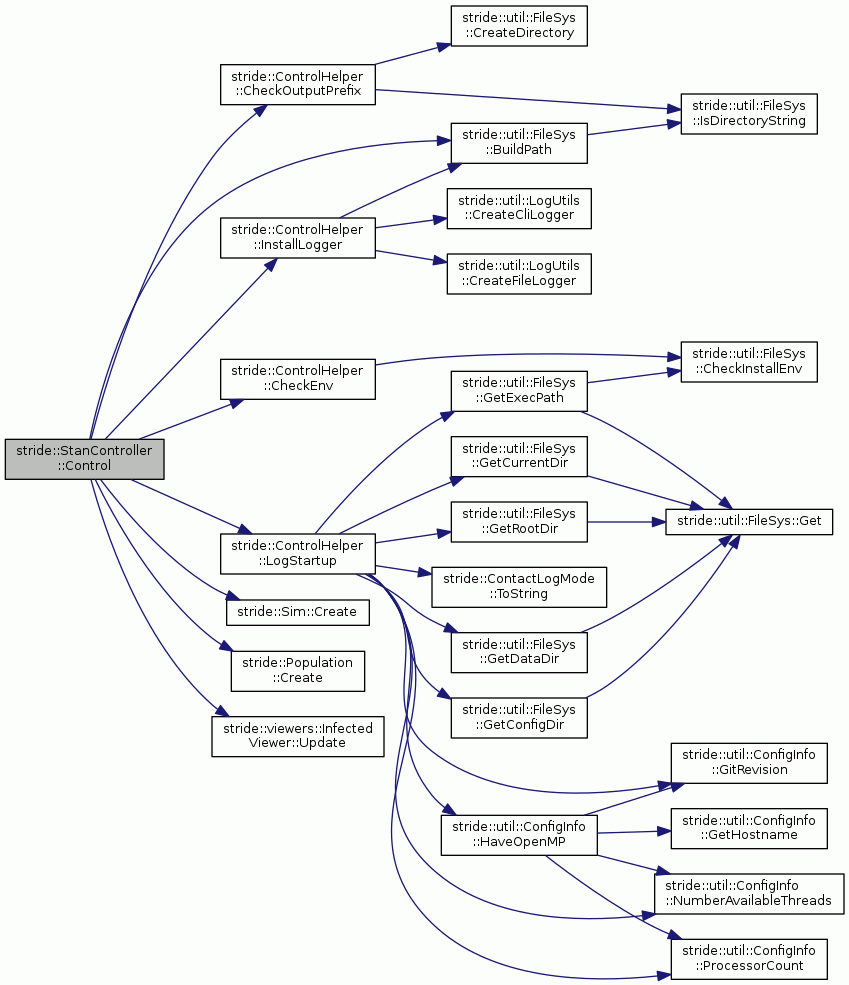 stride::util::FileSys
::CreateDirectory
stride::ControlHelper
::CheckOutputPrefix
stride::util::FileSys
::IsDirectoryString
stride::util::FileSys
::BuildPath
stride::util::LogUtils
::CreateCliLogger
stride::ControlHelper
::InstallLogger
stride::util::LogUtils
::CreateFileLogger
stride::util::FileSys
::CheckInstallEnv
stride::ControlHelper
::CheckEnv
stride::util::FileSys
::GetExecPath
stride::StanController
::Control
stride::util::FileSys
::GetCurrentDir
stride::util::FileSys
::GetRootDir
stride::util::FileSys::Get
stride::ControlHelper
::LogStartup
stride::ContactLogMode
::ToString
stride::Sim::Create
stride::util::FileSys
::GetDataDir
stride::Population
::Create
stride::util::FileSys
::GetConfigDir
stride::viewers::Infected
Viewer::Update
stride::util::ConfigInfo
::GitRevision
stride::util::ConfigInfo
::HaveOpenMP
stride::util::ConfigInfo
::GetHostname
stride::util::ConfigInfo
::NumberAvailableThreads
stride::util::ConfigInfo
::ProcessorCount